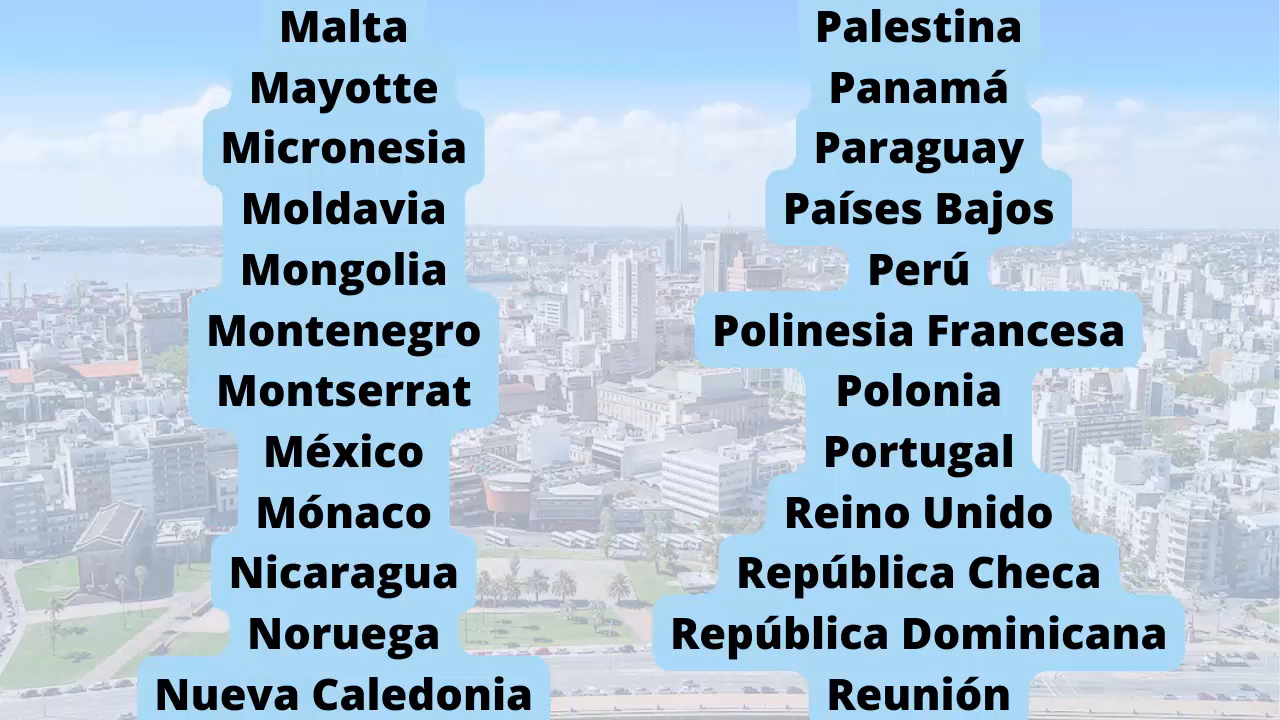 Malta
Mayotte
Micronesia
Moldavia
Mongolia
Montenegro
Montserrat
México
Mónaco
Nicaragua
Noruega
Nueva Caledonia
Palestina
Panamá
Paraguay
Países Bajos
Perú
Polinesia Francesa
Polonia
Portugal
Reino Unido
República Checa
República Dominicana
Reunión